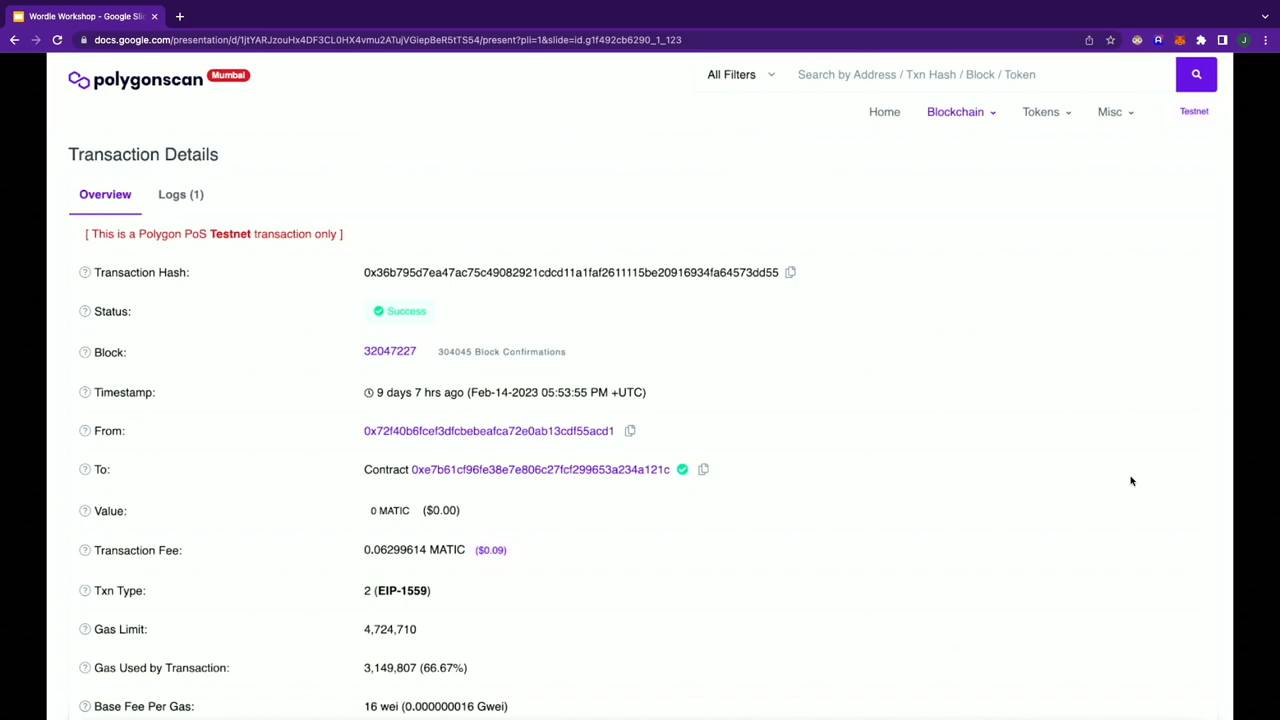 Wordle Workshop - Google Sli
docs.google.com/presentation/d/1jtYARJzouHx4DF3CL0HX4vmu2ATujVGiepBeR5tTS54/present?pli=1&slide=id.g1f492cb6290_1_123
J
polygonscan Mumbai
All Filters Search by Address / Txn Hash / Block / Token
Home Blockchain Tokens Misc Testnet
Transaction Details
Overview Logs (1)
[ This is a Polygon PoS Testnet transaction only ]
Transaction Hash: 0x36b795d7ea47ac75c49082921cdcd11a1faf2611115be20916934fa64573dd55
Status: Success
Block: 32047227 304045 Block Confirmations
Timestamp: 9 days 7 hrs ago (Feb-14-2023 05:53:55 PM +UTC)
From: 0x72f40b6fcef3dfcbebeafca72e0ab13cdf55acd1
To: Contract 0xe7b61cf96fe38e7e806c27fcf299653a234a121c
Value: 0 MATIC ($0.00)
Transaction Fee: 0.06299614 MATIC ($0.09)
Txn Type: 2 (EIP-1559)
Gas Limit: 4,724,710
Gas Used by Transaction: 3,149,807 (66.67%)
Base Fee Per Gas: 16 wei (0.000000016 Gwei)